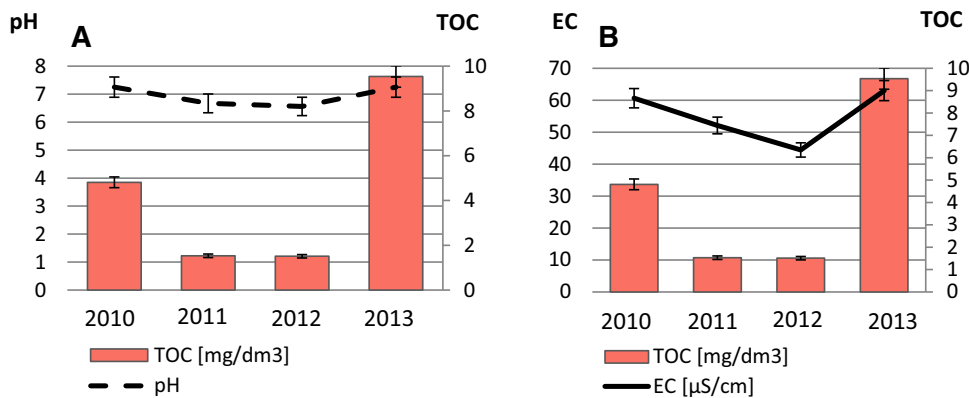 pH A TOC
8 10
7
6 8
5 6
4
3 4
2
1 2
0 0
2010 2011 2012 2013
TOC [mg/dm3]
pH
EC B TOC
70 10
60 9
50 8
40 7
30 6
20 5
10 4
0 3
2
1
0
2010 2011 2012 2013
TOC [mg/dm3]
EC [µS/cm]